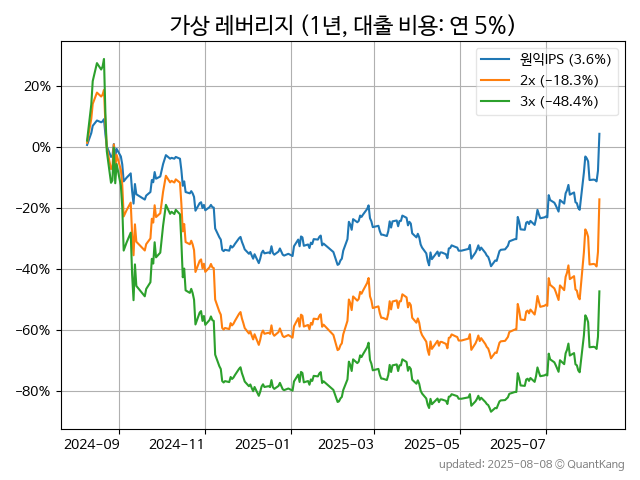 가상 레버리지 (1년, 대출 비용: 연 5%)
원익IPS (3.6%)
2x (−18.3%)
3x (−48.4%)
20%
0%
−20%
−40%
−60%
−80%
2024-09 2024-11 2025-01 2025-03 2025-05 2025-07
updated: 2025-08-08 © QuantKang